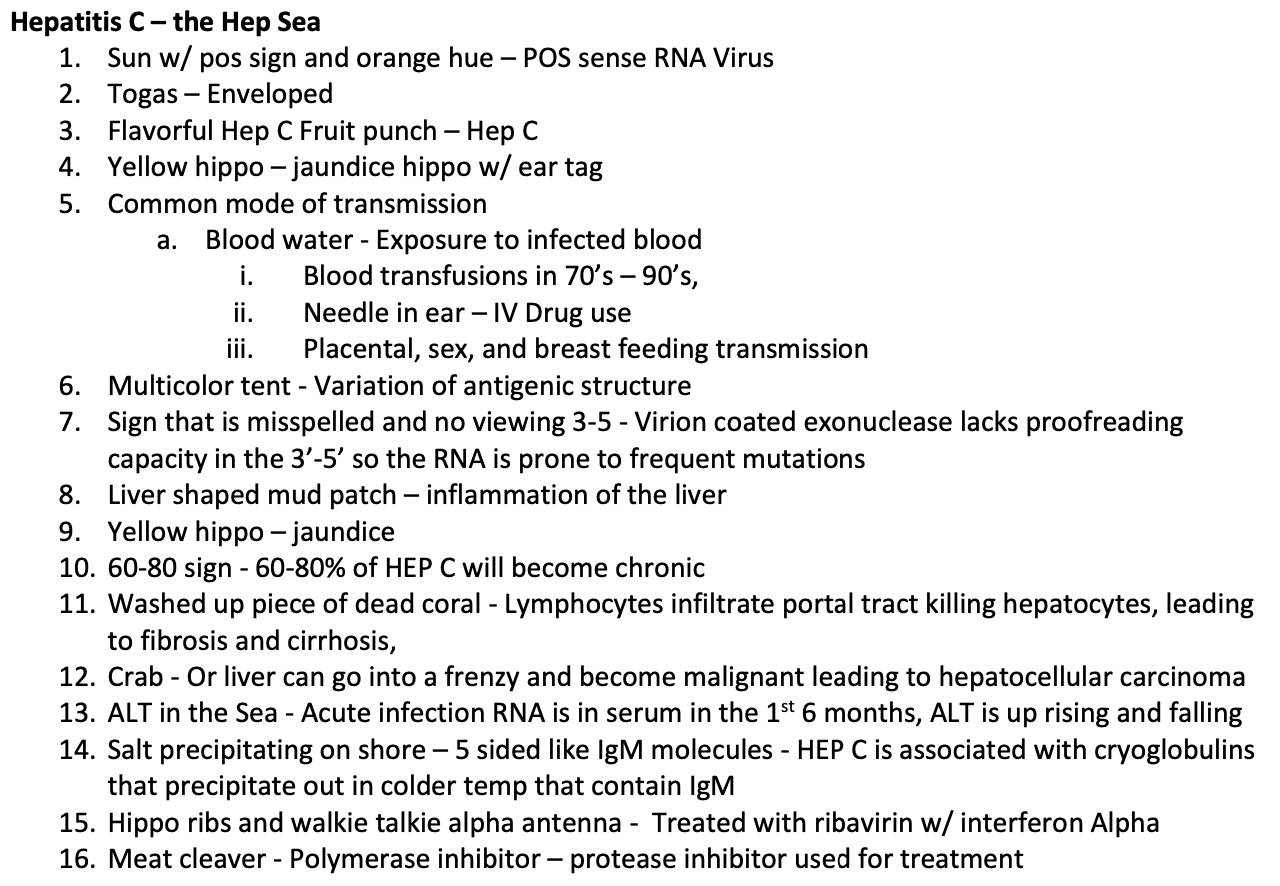 Hepatitis C – the Hep Sea
1. Sun w/ pos sign and orange hue – POS sense RNA Virus
2. Togas – Enveloped
3. Flavorful Hep C Fruit punch – Hep C
4. Yellow hippo – jaundice hippo w/ ear tag
5. Common mode of transmission
a. Blood water - Exposure to infected blood
i. Blood transfusions in 70’s – 90’s,
ii. Needle in ear – IV Drug use
iii. Placental, sex, and breast feeding transmission
6. Multicolor tent - Variation of antigenic structure
7. Sign that is misspelled and no viewing 3-5 - Virion coated exonuclease lacks proofreading
capacity in the 3’-5’ so the RNA is prone to frequent mutations
8. Liver shaped mud patch – inflammation of the liver
9. Yellow hippo – jaundice
10. 60-80 sign - 60-80% of HEP C will become chronic
11. Washed up piece of dead coral - Lymphocytes infiltrate portal tract killing hepatocytes, leading
to fibrosis and cirrhosis,
12. Crab - Or liver can go into a frenzy and become malignant leading to hepatocellular carcinoma
13. ALT in the Sea - Acute infection RNA is in serum in the 1st 6 months, ALT is up rising and falling
14. Salt precipitating on shore – 5 sided like IgM molecules - HEP C is associated with cryoglobulins
that precipitate out in colder temp that contain IgM
15. Hippo ribs and walkie talkie alpha antenna - Treated with ribavirin w/ interferon Alpha
16. Meat cleaver - Polymerase inhibitor – protease inhibitor used for treatment